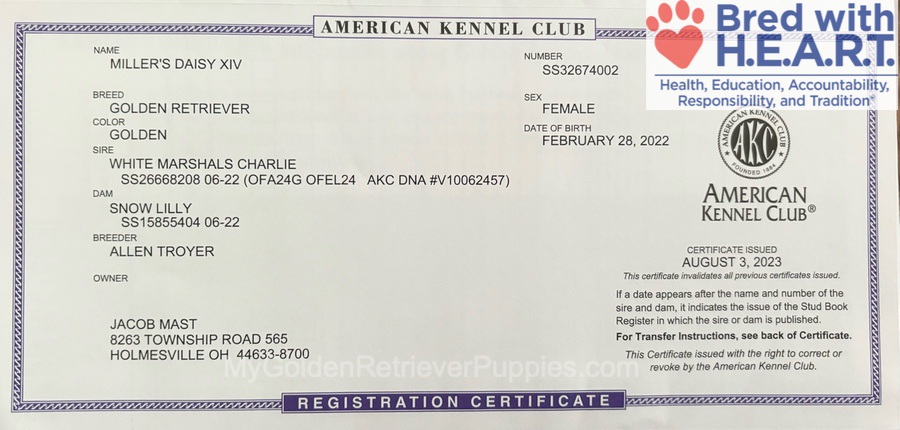 AMERICAN KENNEL CLUB
Bred with
H.E.A.R.T.
Health, Education, Accountability,
Responsibility, and Tradition
NAME
MILLER'S DAISY XIV
NUMBER
SS32674002
BREED
GOLDEN RETRIEVER
SEX
FEMALE
COLOR
GOLDEN
DATE OF BIRTH
FEBRUARY 28, 2022
SIRE
WHITE MARSHALS CHARLIE
SS26668208 06-22 (OFA24G OFEL24 AKC DNA #V10062457)
DAM
SNOW LILLY
SS15855404 06-22
BREEDER
ALLEN TROYER
OWNER
JACOB MAST
8263 TOWNSHIP ROAD 565
HOLMESVILLE OH 44633-8700
AMERICAN KENNEL CLUB
AKC
FOUNDED 1884
AMERICAN
KENNEL CLUB®
CERTIFICATE ISSUED
AUGUST 3, 2023
This certificate invalidates all previous certificates issued.
If a date appears after the name and number of the
sire and dam, it indicates the issue of the Stud Book
Register in which the sire or dam is published.
For Transfer Instructions, see back of Certificate.
This Certificate issued with the right to correct or
revoke by the American Kennel Club.
MyGoldenRetrieverPuppies.com
REGISTRATION CERTIFICATE